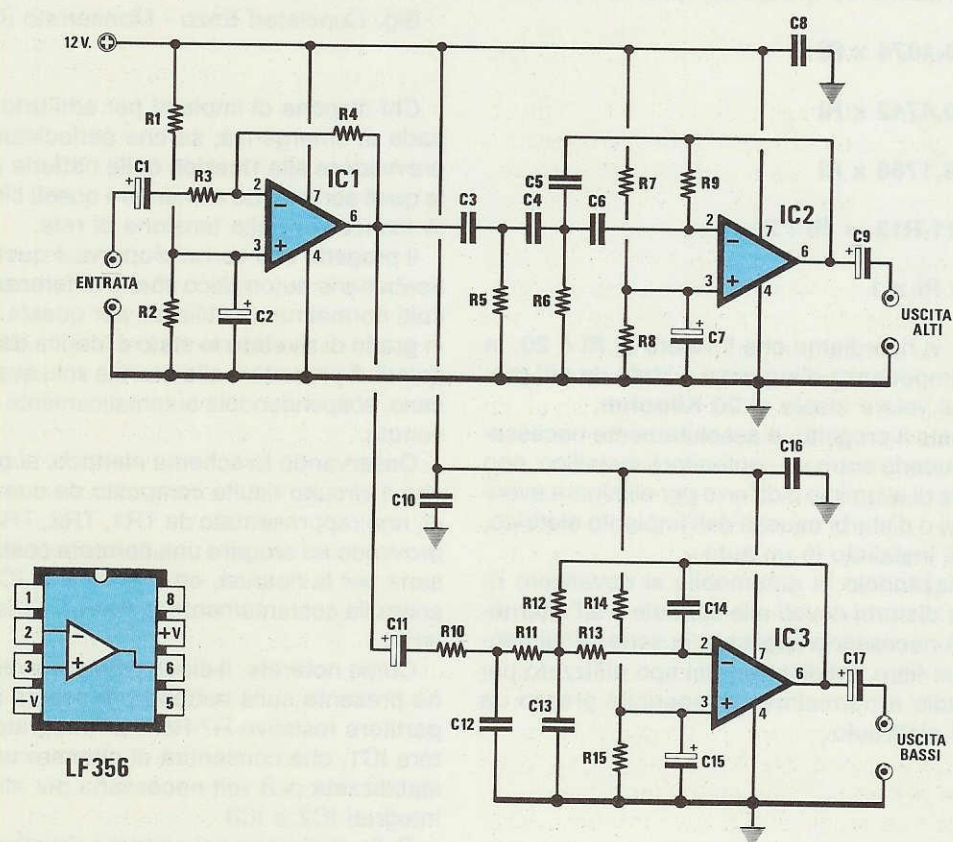 12 V.
C8
R1
R4
C1
R3
2
IC1
7
6
3
4
C5
R7
R9
C3
C4
C6
2
IC2
7
6
C9
R5
R6
3
4
R8
C7
ENTRATA
R2
C2
USCITA
ALTI
C16
C10
R12
R14
C14
IC3
C11
R10
R11
R13
2
7
6
C17
3
4
C12
C13
R15
C15
USCITA
BASSI
1
8
2
+V
3
6
-V
5
LF356